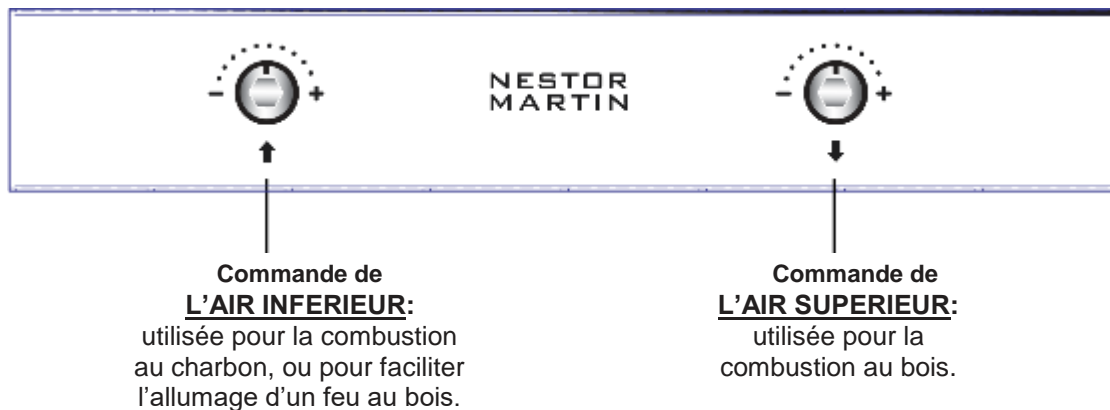 - +
NESTOR
MARTIN
- +
Commande de
L'AIR INFERIEUR:
utilisée pour la combustion
au charbon, ou pour faciliter
l'allumage d'un feu au bois.
Commande de
L'AIR SUPERIEUR:
utilisée pour la
combustion au bois.